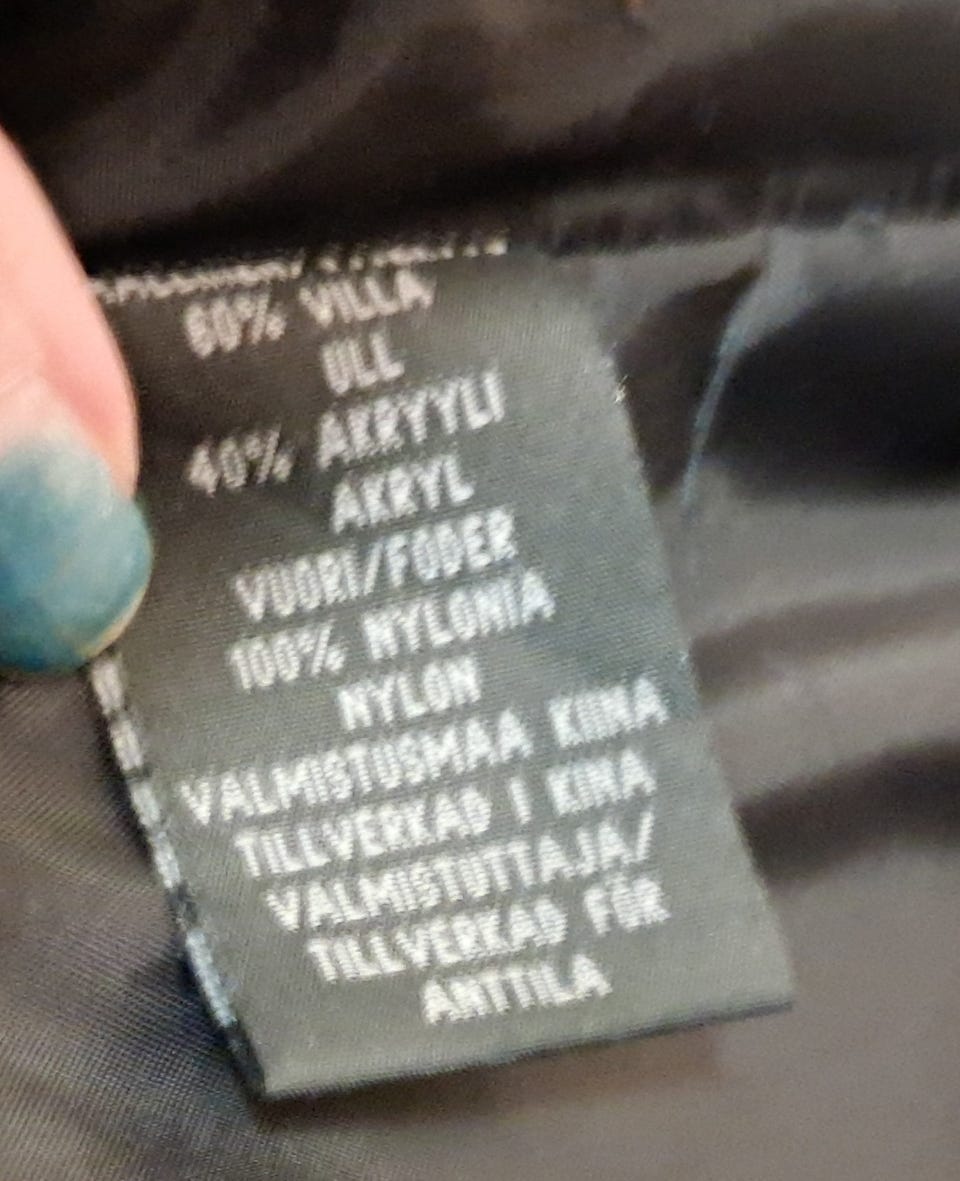 60% VILLA
ULL
40% AKRYYLI
AKRYL
VUORI/FODER
100% NYLONIA
NYLON
VALMISTUSMAA KIINA
TILLVERKAD I KINA
VALMISTUTTAJA/
TILLVERKAD FÖR
ANTTILA